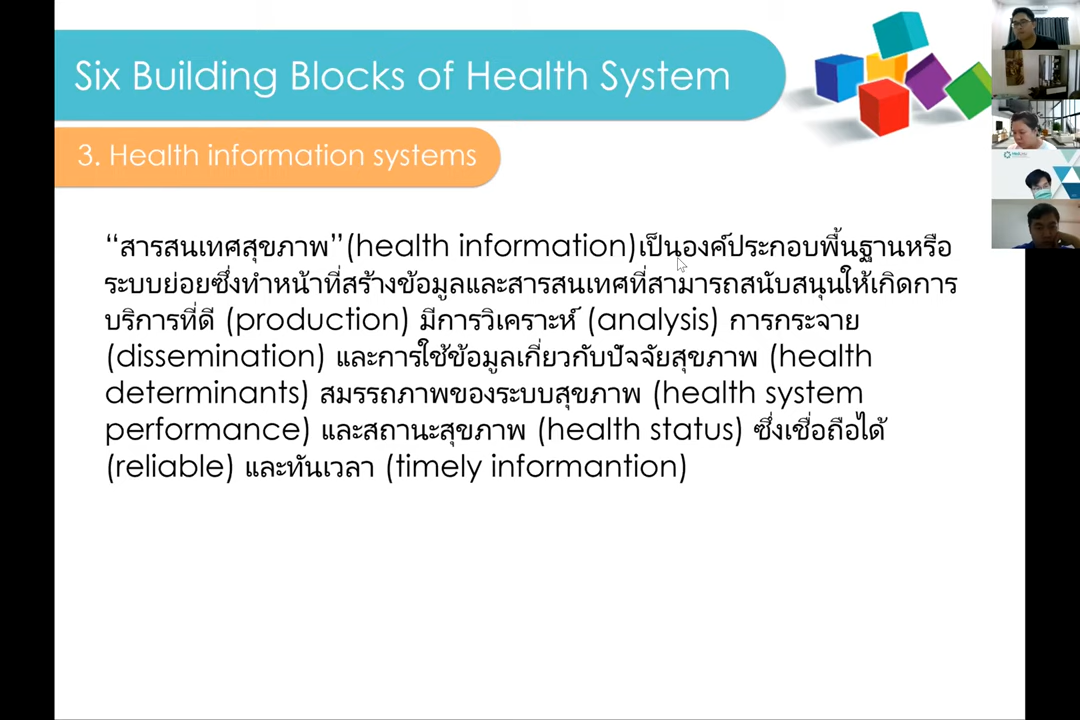 Six Building Blocks of Health System
3. Health information systems
“สารสนเทศสุขภาพ”(health information)เป็นองค์ประกอบพื้นฐานหรือ
ระบบย่อยซึ่งทำหน้าที่สร้างข้อมูลและสารสนเทศที่สามารถสนับสนุนให้เกิดการ
บริการที่ดี (production) มีการวิเคราะห์ (analysis) การกระจาย
(dissemination) และการใช้ข้อมูลเกี่ยวกับปัจจัยสุขภาพ (health
determinants) สมรรถภาพของระบบสุขภาพ (health system
performance) และสถานะสุขภาพ (health status) ซึ่งเชื่อถือได้
(reliable) และทันเวลา (timely informantion)